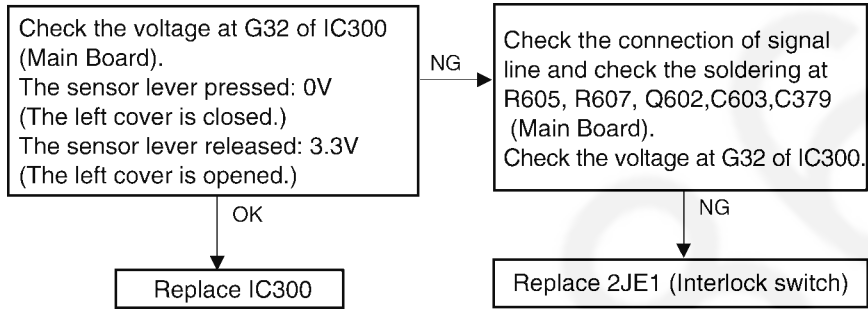 Check the voltage at G32 of IC300
(Main Board).
The sensor lever pressed: 0V
(The left cover is closed.)
The sensor lever released: 3.3V
(The left cover is opened.)
NG
Check the connection of signal
line and check the soldering at
R605, R607, Q602,C603,C379
(Main Board).
Check the voltage at G32 of IC300.
OK
NG
Replace IC300
Replace 2JE1 (Interlock switch)